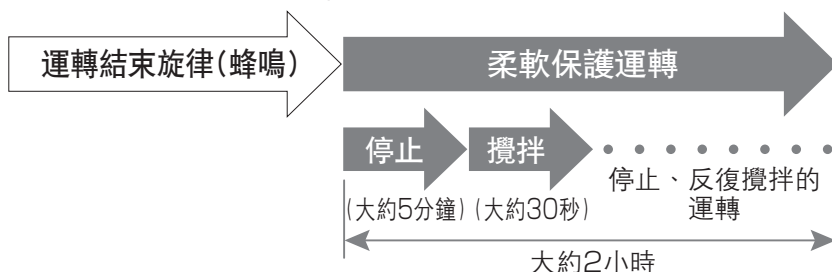 運轉結束旋律(蜂鳴)
柔軟保護運轉
停止
攪拌
停止、反復攪拌的
運轉
(大約5分鐘)
(大約30秒)
大約2小時